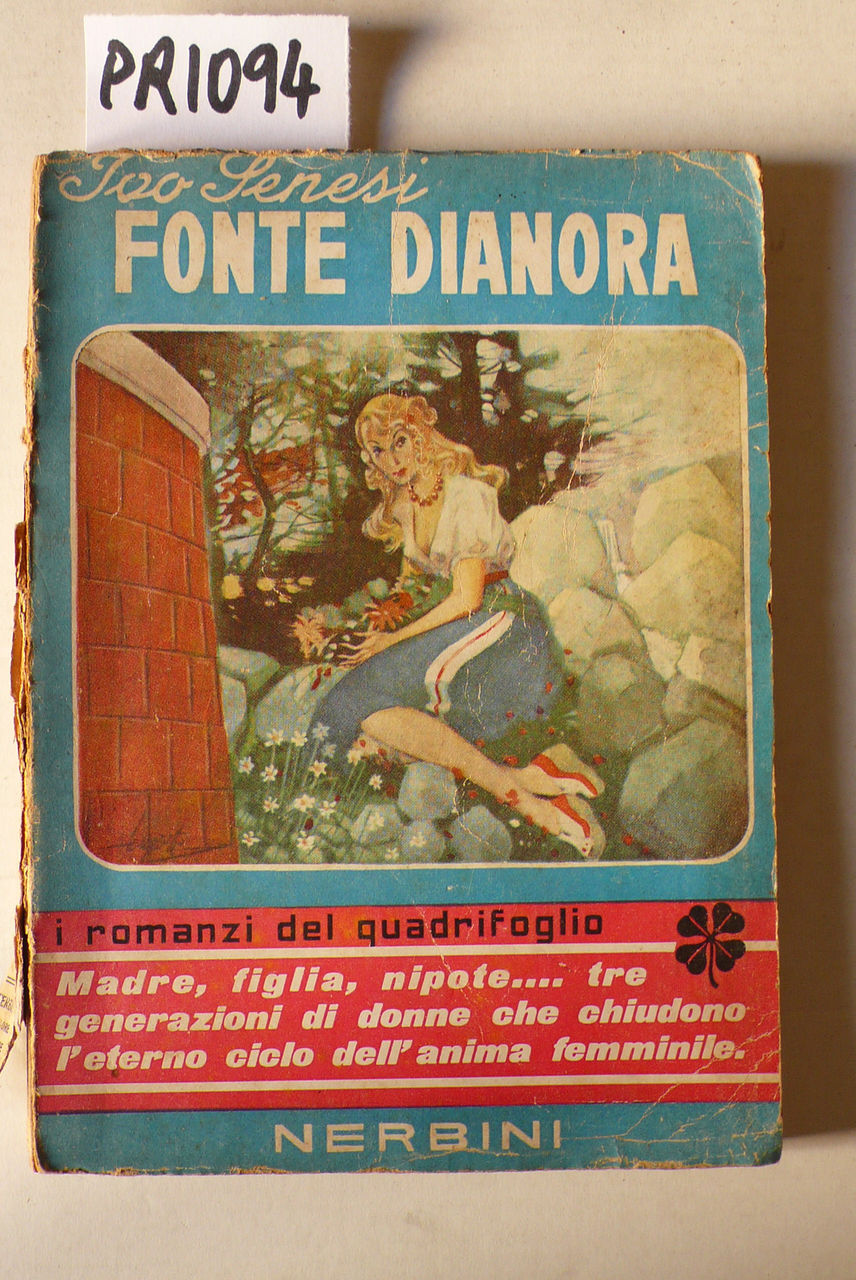 PR1094
Ivo Senesi
FONTE DIANORA
i romanzi del quadrifoglio
Madre, figlia, nipote.... tre
generazioni di donne che chiudono
l'eterno ciclo dell'anima femminile.
NERBINI